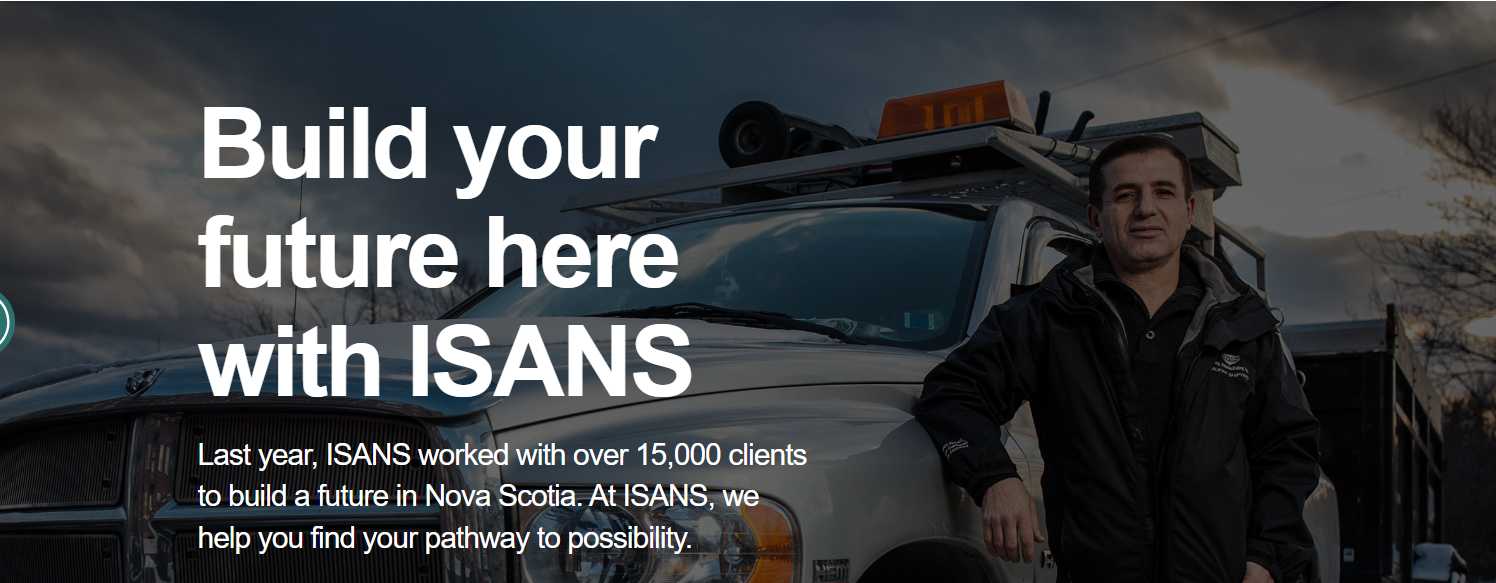 Build your
future here
with ISANS
Last year, ISANS worked with over 15,000 clients
to build a future in Nova Scotia. At ISANS, we
help you find your pathway to possibility.
HEMI